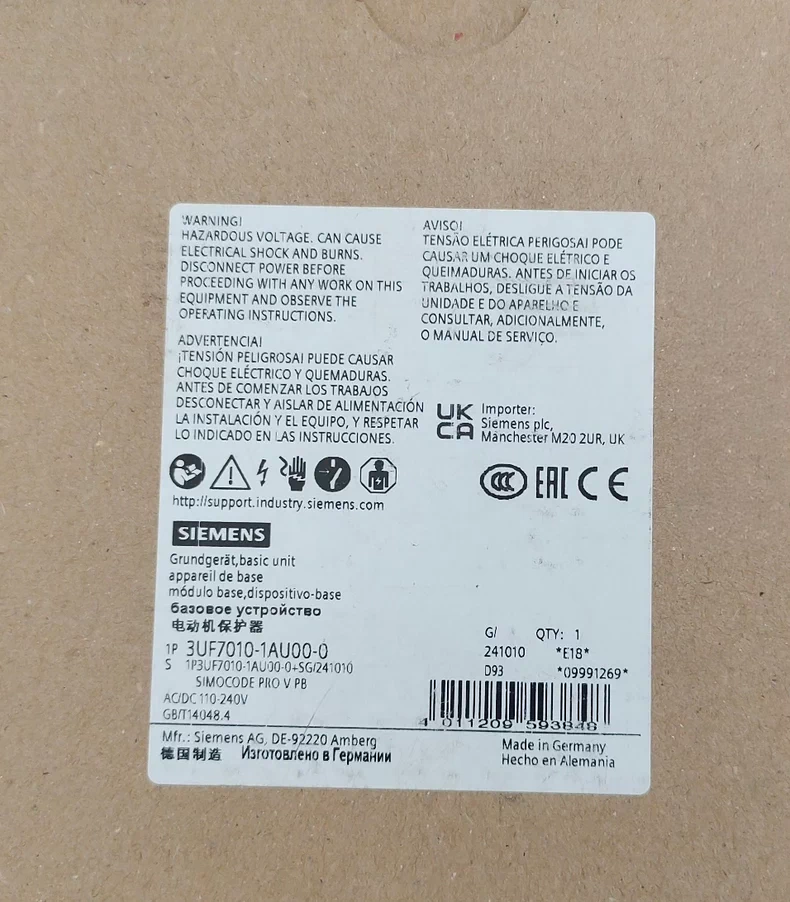 WARNING!
HAZARDOUS VOLTAGE. CAN CAUSE
ELECTRICAL SHOCK AND BURNS.
DISCONNECT POWER BEFORE
PROCEEDING WITH ANY WORK ON THIS
EQUIPMENT AND OBSERVE THE
OPERATING INSTRUCTIONS.
ADVERTENCIA!
¡TENSIÓN PELIGROSA! PUEDE CAUSAR
CHOQUE ELÉCTRICO Y QUEMADURAS.
ANTES DE COMENZAR LOS TRABAJOS
DESCONECTAR Y AISLAR DE ALIMENTACIÓN
LA INSTALACIÓN Y EL EQUIPO, Y RESPETAR
LO INDICADO EN LAS INSTRUCCIONES.
AVISO!
TENSÃO ELÉTRICA PERIGOSA! PODE
CAUSAR UM CHOQUE ELÉTRICO E
QUEIMADURAS. ANTES DE INICIAR OS
TRABALHOS, DESLIGUE A TENSÃO DA
UNIDADE E DO APARELHO E
CONSULTAR, ADICIONALMENTE,
O MANUAL DE SERVIÇO.
UK
CA
Importer:
Siemens plc,
Manchester M20 2UR, UK
CCC EAC CE
http://support.industry.siemens.com
SIEMENS
Grundgerät,basic unit
appareil de base
módulo base,dispositivo-base
базовое устройство
电动机保护器
1P 3UF7010-1AU00-0
S 1P3UF7010-1AU00-0+SG/241010
SIMOCODE PRO V PB
AC/DC 110-240V
GB/T14048.4
G/ QTY: 1
241010 *E18*
D93 *09991269*
4 011209 593848
Mfr.: Siemens AG, DE-92220 Amberg
德国制造 Изготовлено в Германии
Made in Germany
Hecho en Alemania